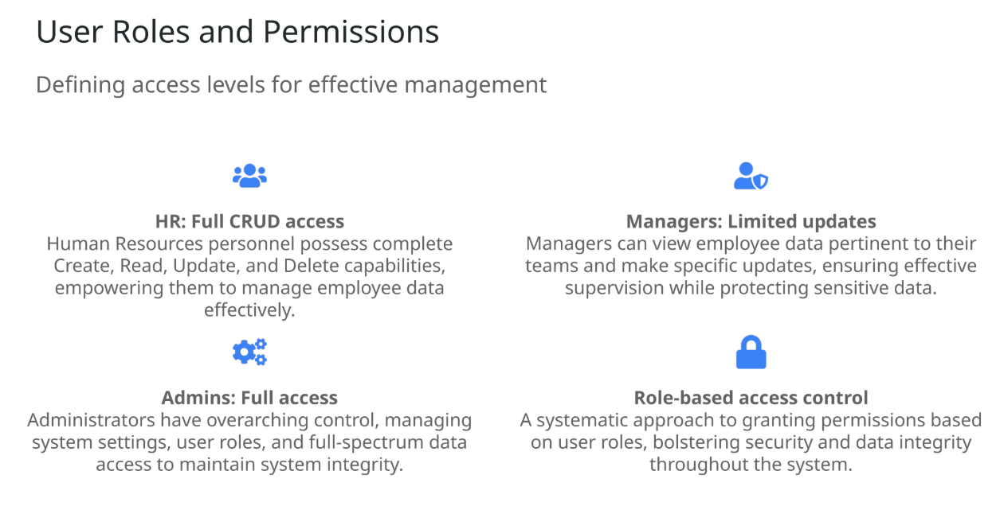 User Roles and Permissions
Defining access levels for effective management
HR: Full CRUD access
Human Resources personnel possess complete
Create, Read, Update, and Delete capabilities,
empowering them to manage employee data
effectively.
Managers: Limited updates
Managers can view employee data pertinent to their
teams and make specific updates, ensuring effective
supervision while protecting sensitive data.
Admins: Full access
Administrators have overarching control, managing
system settings, user roles, and full-spectrum data
access to maintain system integrity.
Role-based access control
A systematic approach to granting permissions based
on user roles, bolstering security and data integrity
throughout the system.